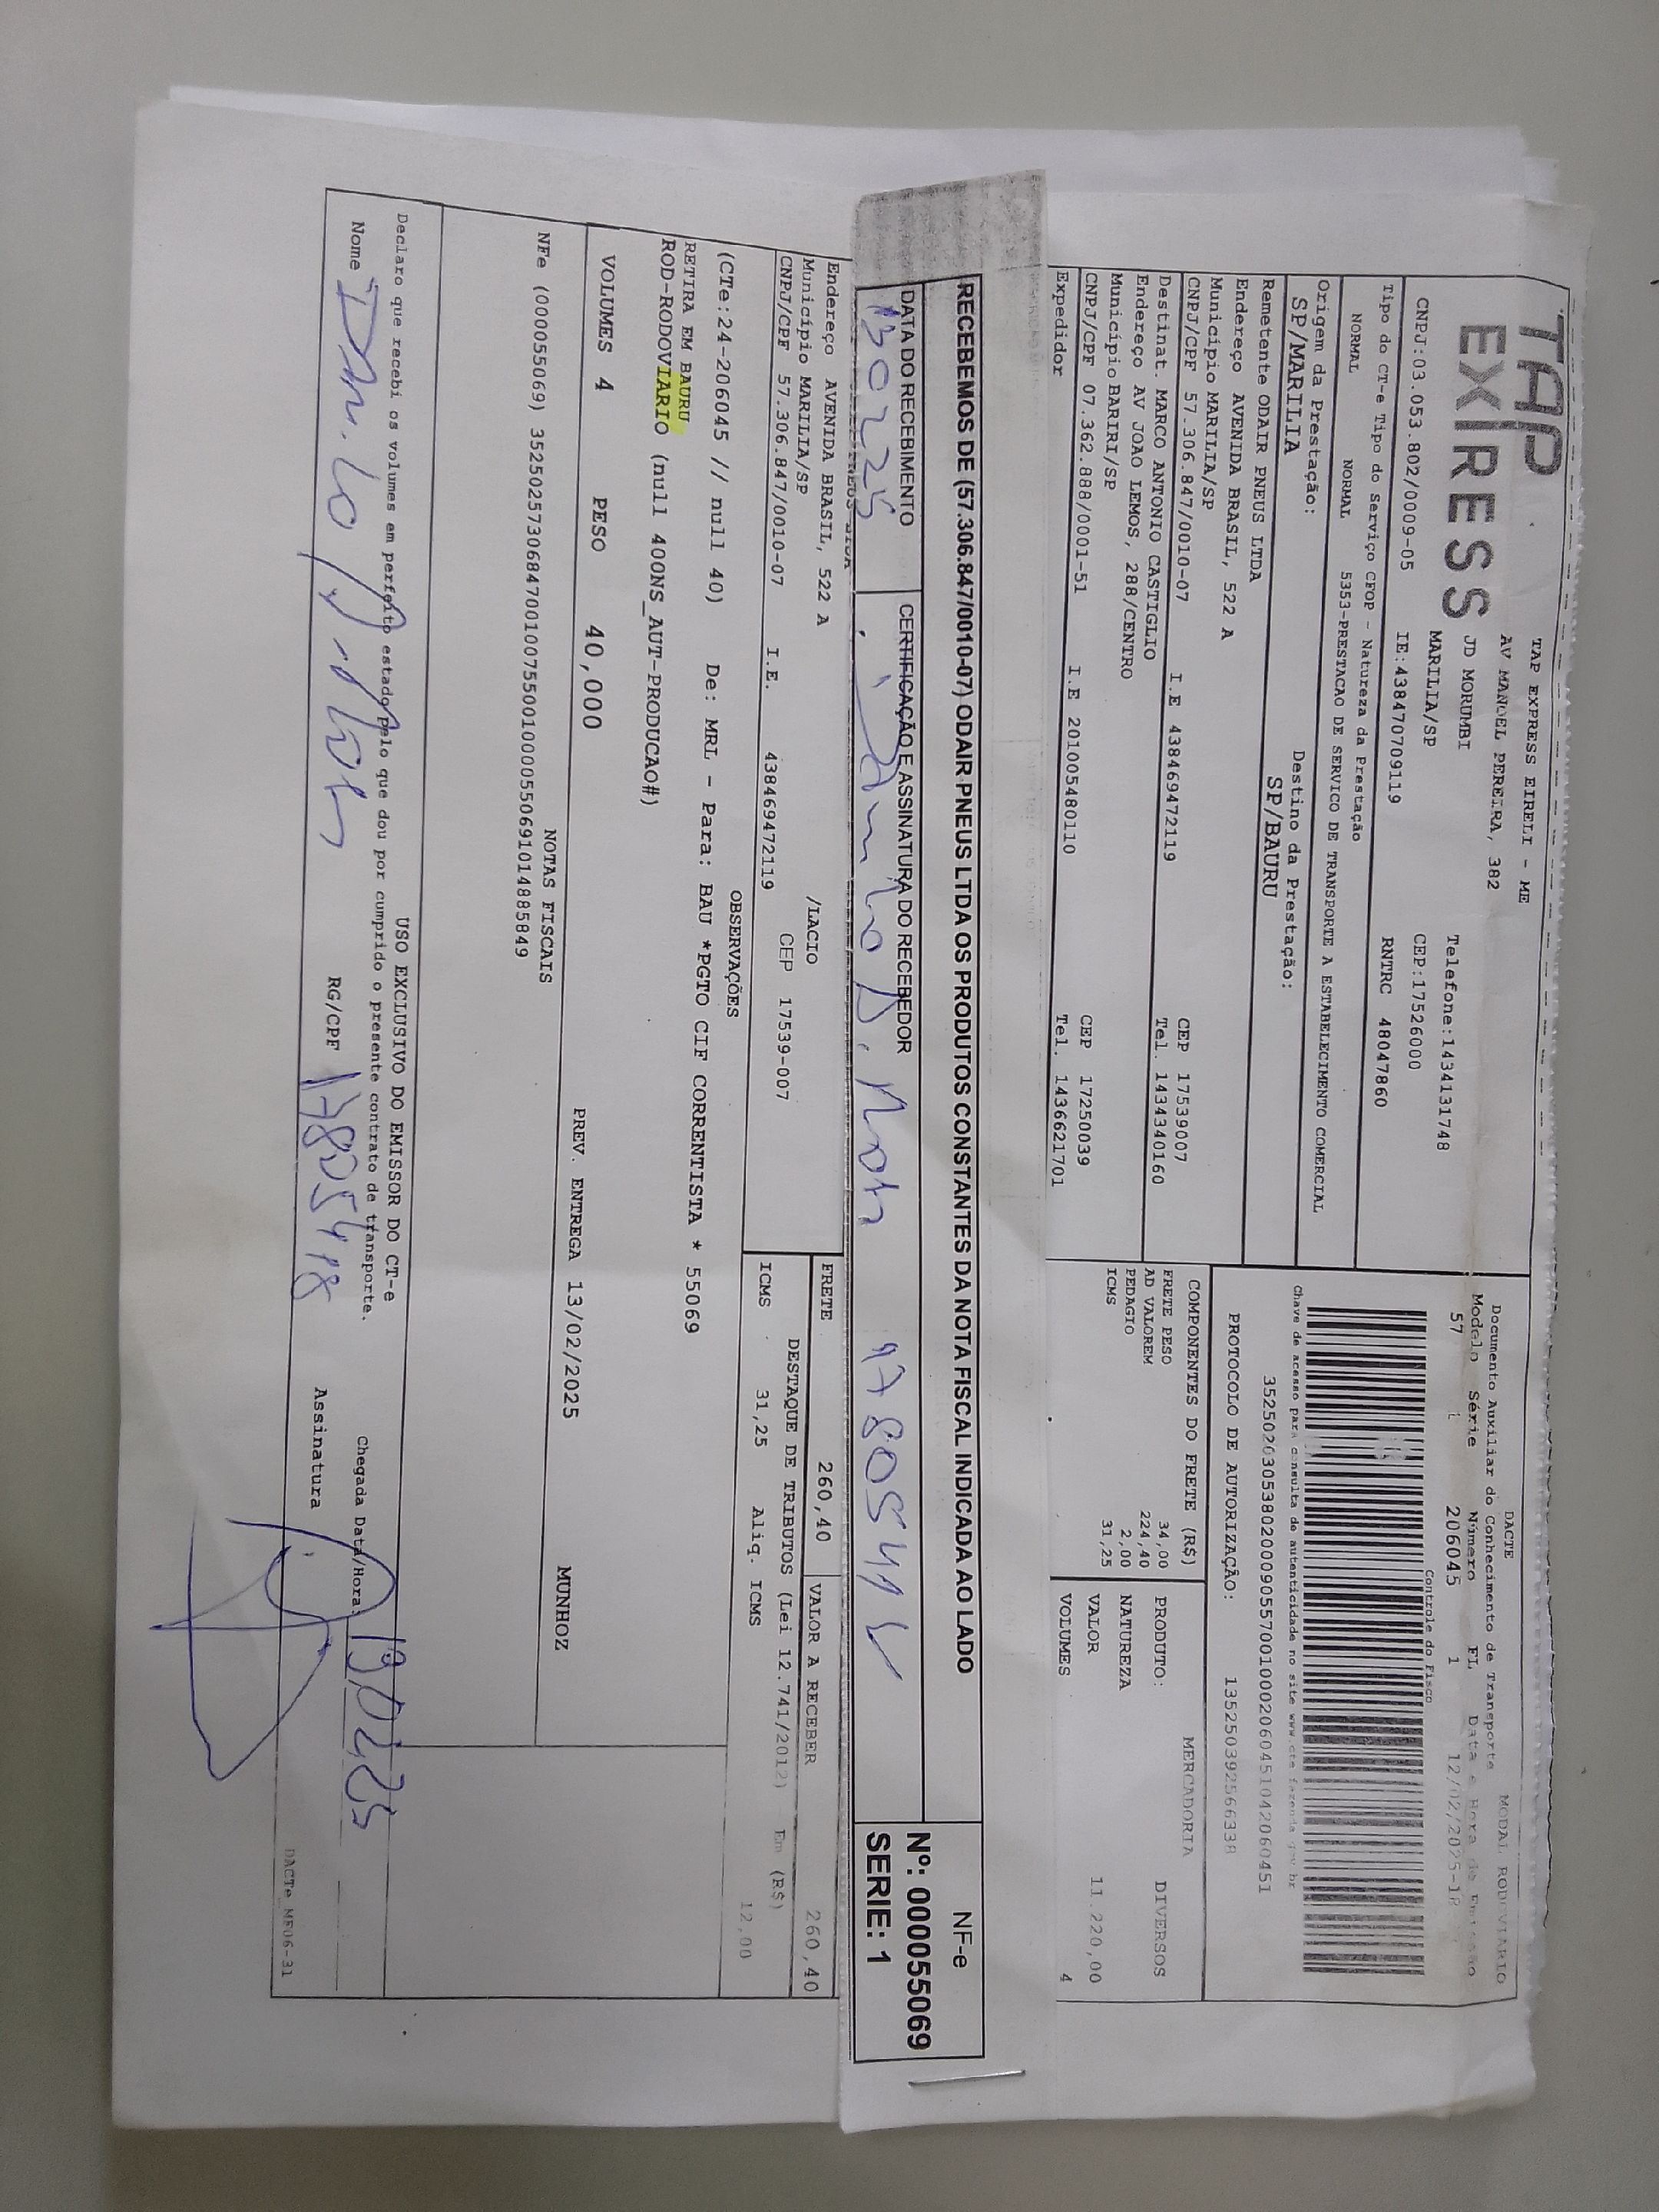 TAP
EXPRESS
TAP EXPRESS EIRELI - ME
AV MANOEL PEREIRA, 382
JD MORUMBI
MARILIA/SP
Telefone:1434131748
CEP:17526000
CNPJ:03.053.802/0009-05
IE:438470709119
RNTRC 48047860
Tipo do CT-e Tipo do Serviço CFOP - Natureza da Prestação
NORMAL NORMAL 5353-PRESTACAO DE SERVICO DE TRANSPORTE A ESTABELECIMENTO COMERCIAL
Origem da Prestação: Destino da Prestação:
SP/MARILIA SP/BAURU
Remetente ODAIR PNEUS LTDA
Endereço AVENIDA BRASIL, 522 A
Município MARILIA/SP CEP 17539007
CNPJ/CPF 57.306.847/0010-07 I.E 438469472119 Tel. 1434340160
Destinat. MARCO ANTONIO CASTIGLIO
Endereço AV JOAO LEMOS, 288/CENTRO
Município BARIRI/SP CEP 17250039
CNPJ/CPF 07.362.888/0001-51 I.E 201005480110 Tel. 1436621701
Expedidor
DACTE MODAL RODOVIARIO
Documento Auxiliar do Conhecimento de Transporte
Modelo Série Número FL Data e Hora de Emissão
57 1 206045 1 12/02/2025-18
Controle do Fisco
Chave de acesso para consulta de autenticidade no site www.cte.fazenda.gov.br
PROTOCOLO DE AUTORIZAÇÃO: 135250392566338
COMPONENTES DO FRETE (R$)
FRETE PESO 34,00
AD VALOREM 224,40
PEDAGIO 2,00
ICMS 31,25
MERCADORIA
PRODUTO: DIVERSOS
NATUREZA
VALOR 11.220,00
VOLUMES 4
RECEBEMOS DE (57.306.847/0010-07) ODAIR PNEUS LTDA OS PRODUTOS CONSTANTES DA NOTA FISCAL INDICADA AO LADO
DATA DO RECEBIMENTO
130225
CERTIFICAÇÃO E ASSINATURA DO RECEBEDOR
NF-e
Nº: 000055069
SERIE: 1
Endereço AVENIDA BRASIL, 522 A /LACIO
Município MARILIA/SP CEP 17539-007
CNPJ/CPF 57.306.847/0010-07 I.E. 438469472119
FRETE 260,40 VALOR A RECEBER 260,40
DESTAQUE DE TRIBUTOS (Lei 12.741/2012) Em (R$)
ICMS 31,25 Aliq. ICMS 12,00
OBSERVAÇÕES
(CTe:24-206045 // null 40) De: MRL - Para: BAU *PGTO CIF CORRENTISTA * 55069
RETIRA EM BAURU
ROD-RODOVIARIO (null 400NS_AUT-PRODUCAO#)
VOLUMES 4 PESO 40,000 PREV. ENTREGA 13/02/2025 MUNHOZ
NOTAS FISCAIS
USO EXCLUSIVO DO EMISSOR DO CT-e
Declaro que recebi os volumes em perfeito estado pelo que dou por cumprido o presente contrato de transporte.
Nome
RG/CPF
Chegada Data/Hora:
Assinatura
DACTe MF06-31